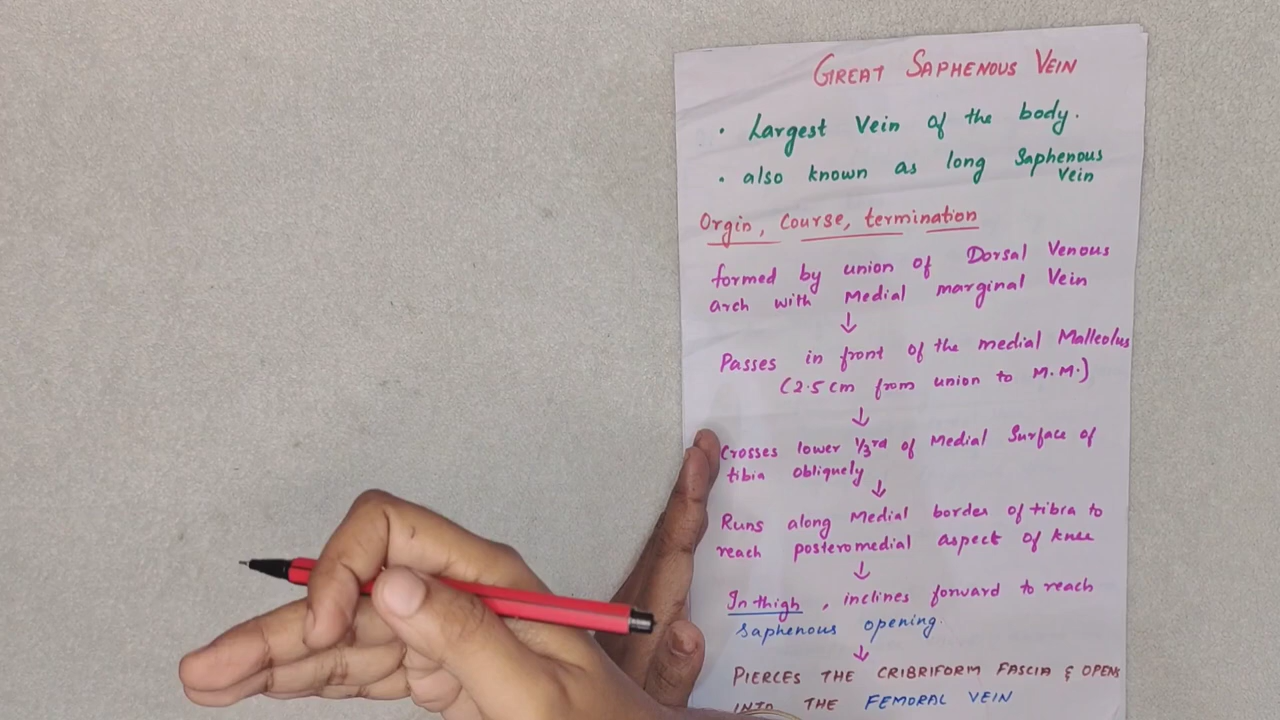 GREAT SAPHENOUS VEIN
• Largest Vein of the body.
• also known as long Saphenous
Vein
Orgin, Course, termination
formed by union of Dorsal Venous
arch with Medial marginal Vein
↓
Passes in front of the medial Malleolus
(2.5 cm from union to M.M.)
↓
Crosses lower 1/3rd of Medial Surface of
tibia obliquely
↓
Runs along Medial border of tibra to
reach posteromedial aspect of knee
↓
In thigh, inclines forward to reach
Saphenous opening.
↓
PIERCES THE CRIBRIFORM FASCIA & OPENS
INTO THE FEMORAL VEIN